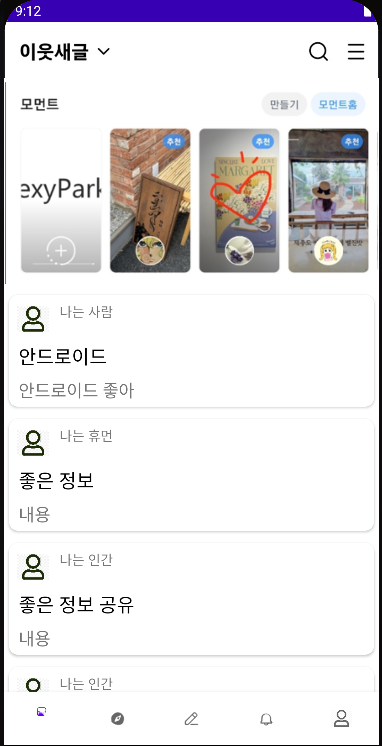 9:12
이웃새글
모먼트
만들기
모먼트홈
exyPark
추천
추천
추천
MARGARET
나는 사람
안드로이드
안드로이드 좋아
나는 휴먼
좋은 정보
내용
나는 인간
좋은 정보 공유
내용
나는 인간